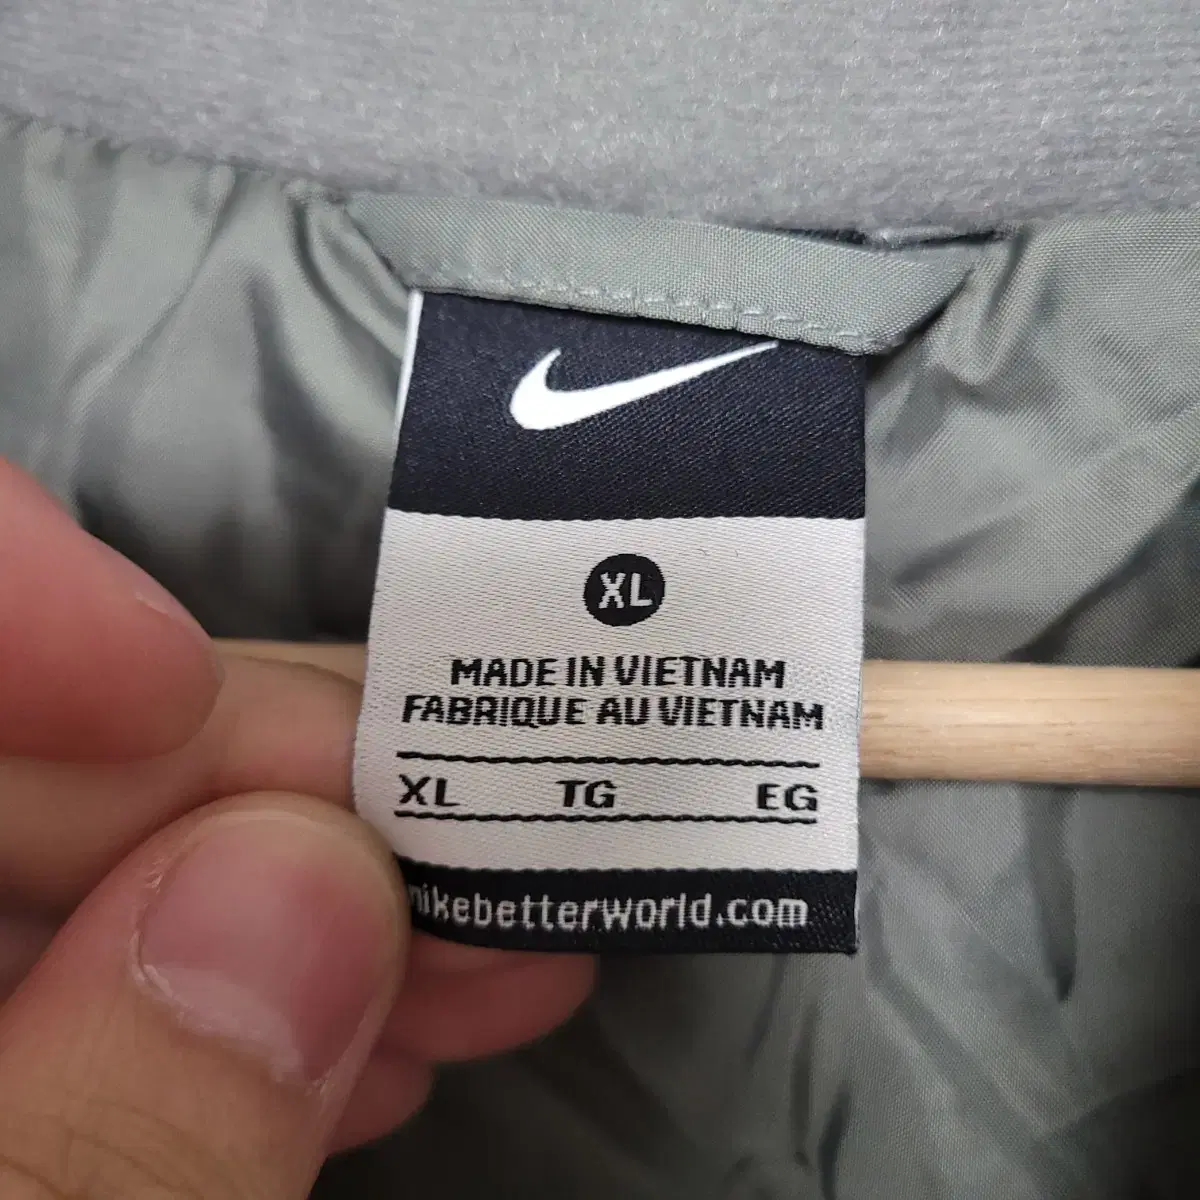 XL
MADE IN VIETNAM
FABRIQUE AU VIETNAM
XL TG EG
nikebetterworld.com